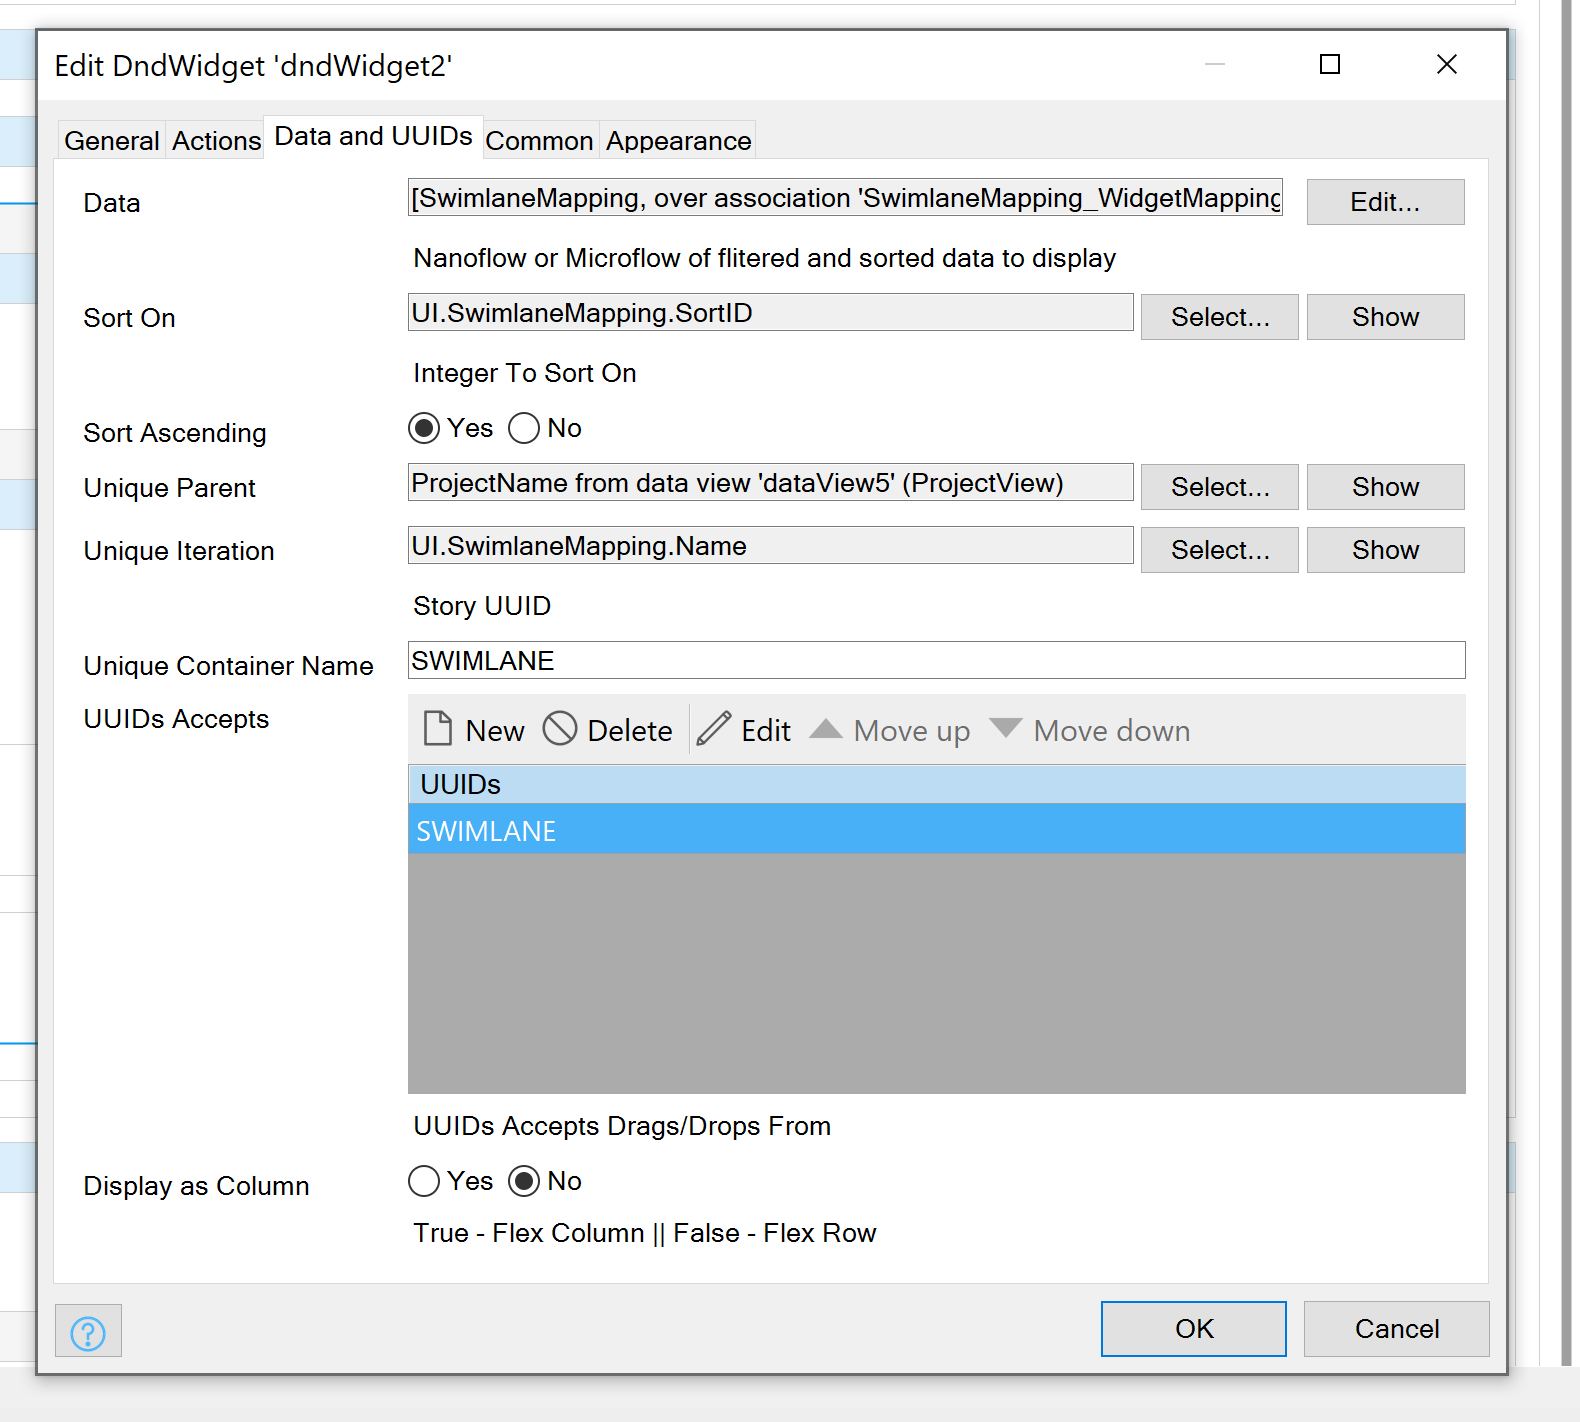 Edit DndWidget 'dndWidget2'
General Actions Data and UUIDs Common Appearance
Data [SwimlaneMapping, over association 'SwimlaneMapping_WidgetMapping Edit...
Nanoflow or Microflow of flitered and sorted data to display
Sort On UI.SwimlaneMapping.SortID Select... Show
Integer To Sort On
Sort Ascending Yes No
Unique Parent ProjectName from data view 'dataView5' (ProjectView) Select... Show
Unique Iteration UI.SwimlaneMapping.Name Select... Show
Story UUID
Unique Container Name SWIMLANE
UUIDs Accepts New Delete Edit Move up Move down
UUIDs
SWIMLANE
UUIDs Accepts Drags/Drops From
Display as Column Yes No
True - Flex Column || False - Flex Row
? OK Cancel